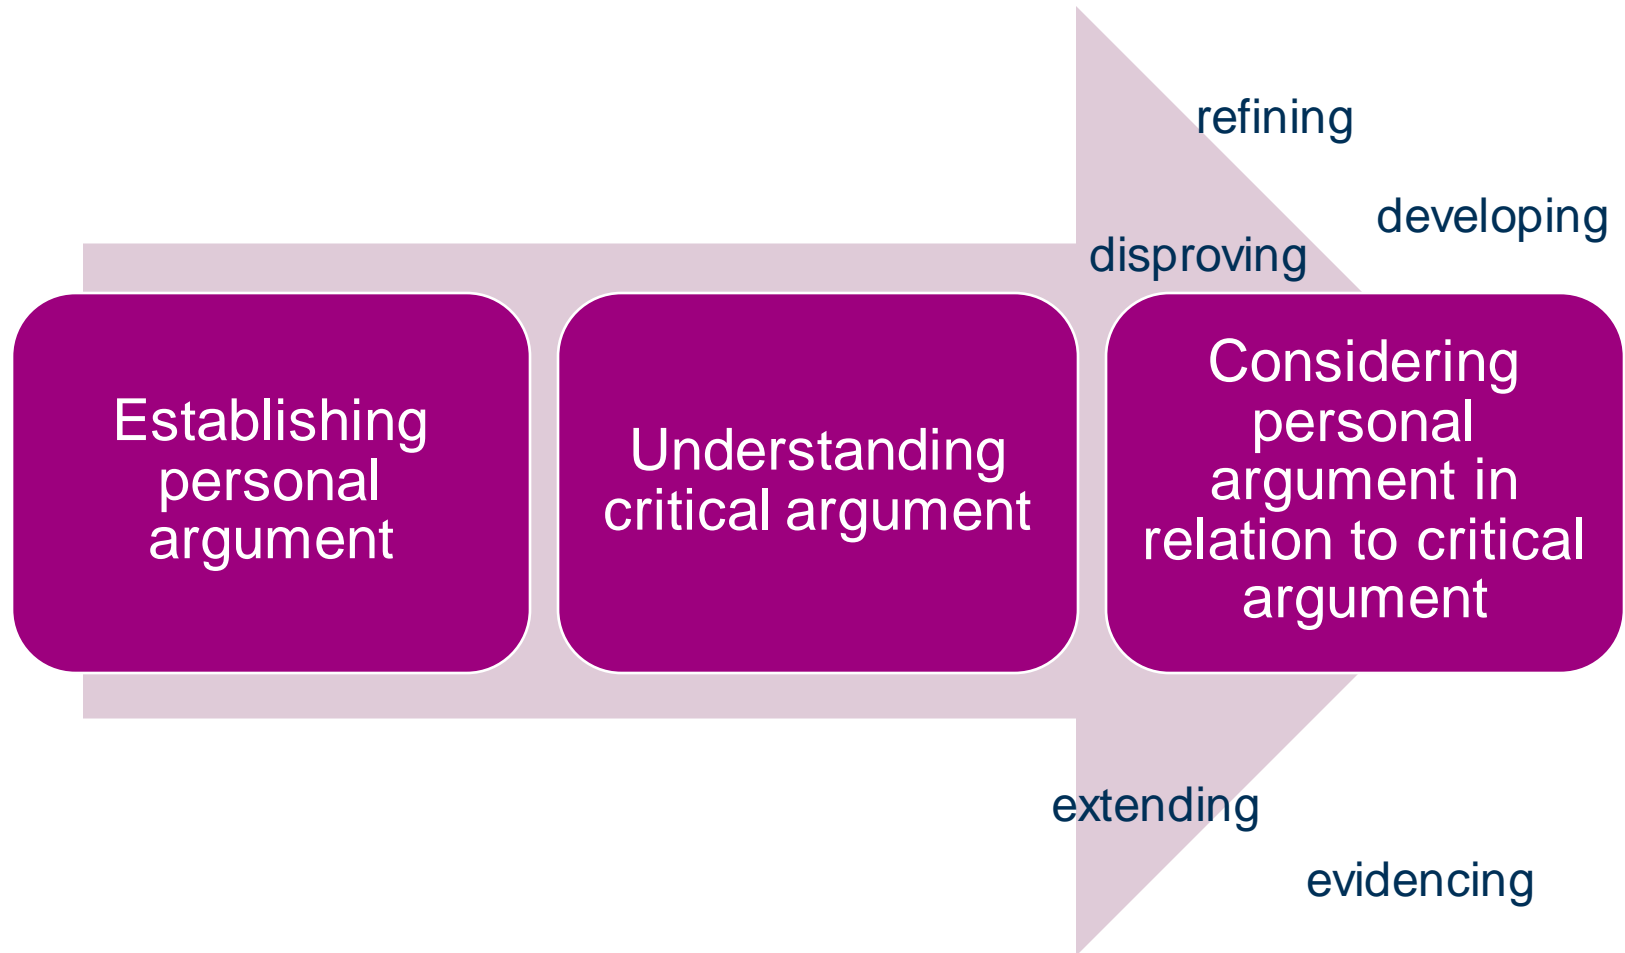 refining
developing
disproving
Establishing
personal
argument
Understanding
critical argument
Considering
personal
argument in
relation to critical
argument
extending
evidencing